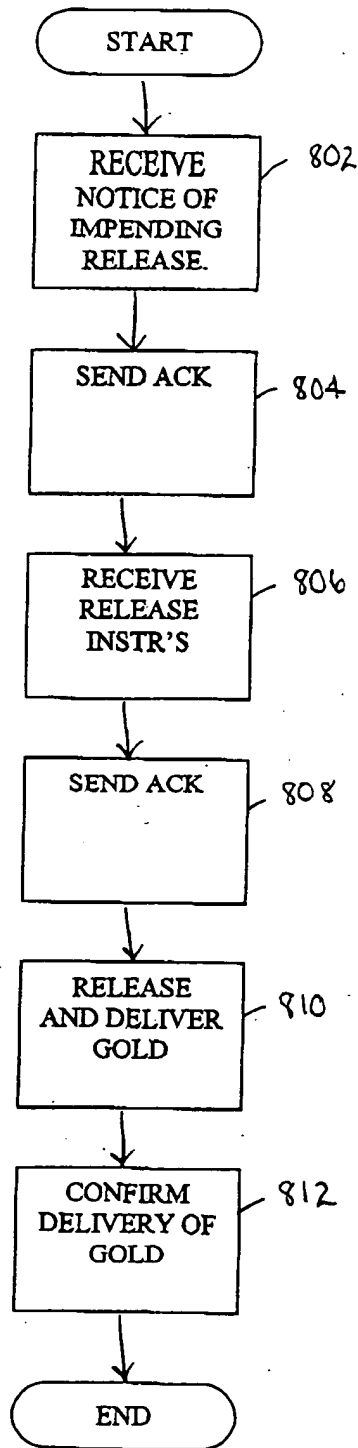 START
RECEIVE 802
NOTICE OF
IMPENDING
RELEASE.
SEND ACK 804
RECEIVE 806
RELEASE
INSTR'S
SEND ACK 808
RELEASE 810
AND DELIVER
GOLD
CONFIRM 812
DELIVERY OF
GOLD
END